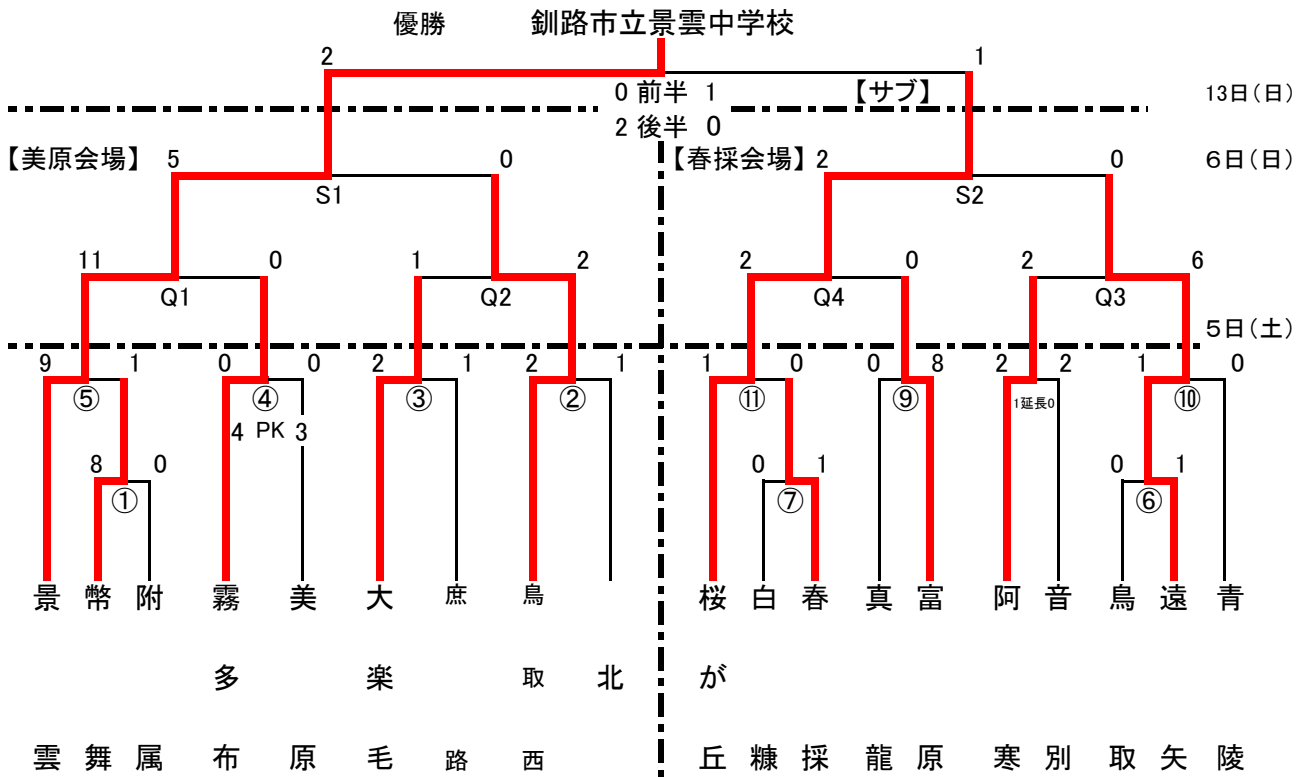 優勝 釧路市立景雲中学校
2 1
0 前半 1 【サブ】 13日(日)
2 後半 0
【美原会場】 5 0 【春採会場】 2 0 6日(日)
S1 S2
11 0 1 2 2 0 2 6
Q1 Q2 Q4 Q3
5日(土)
9 1 0 0 2 1 2 1 1 0 0 8 2 2 1 0
⑤ ④ ③ ② ⑪ ⑨ 1延長0 ⑩
4 PK 3
8 0 0 1 0 1
① ⑦ ⑥
景雲
幣舞
附属
霧多布
美原
大楽毛
庶路
鳥取西
北
桜が丘
白糠
春採
真龍
富原
阿寒
音別
鳥取
遠矢
青陵